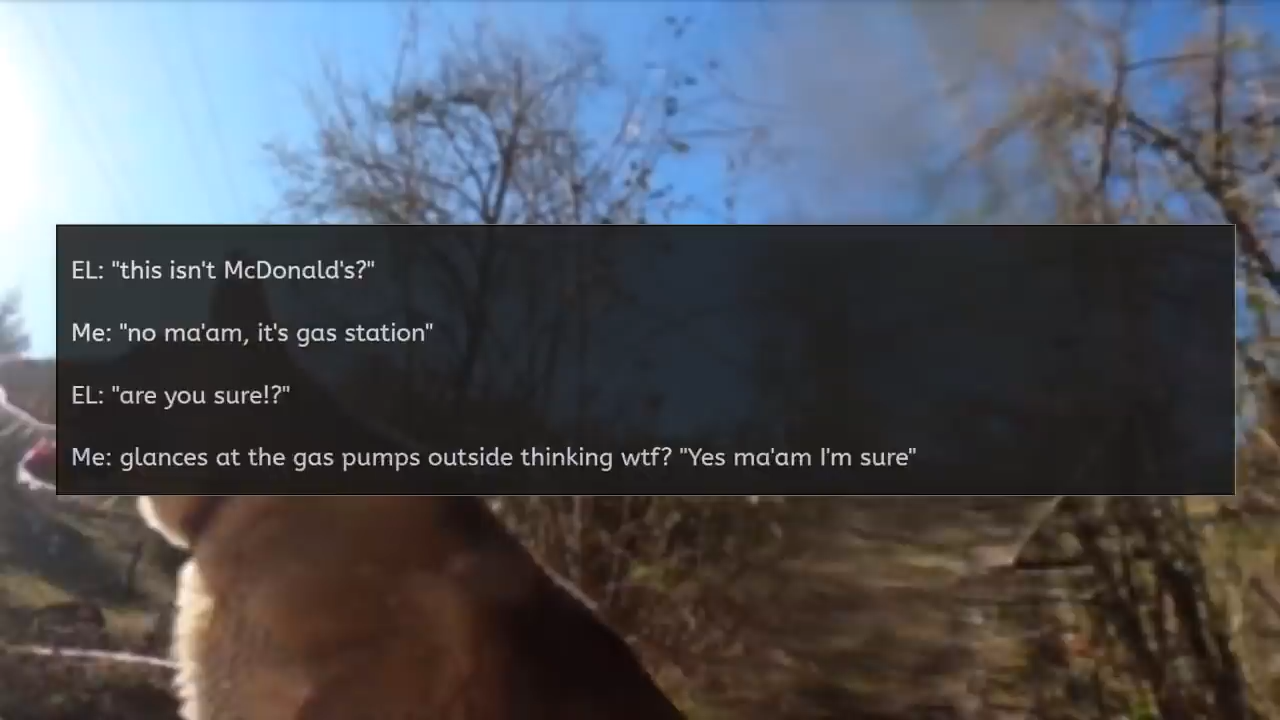 EL: "this isn't McDonald's?"
Me: "no ma'am, it's gas station"
EL: "are you sure!?"
Me: glances at the gas pumps outside thinking wtf? "Yes ma'am I'm sure"